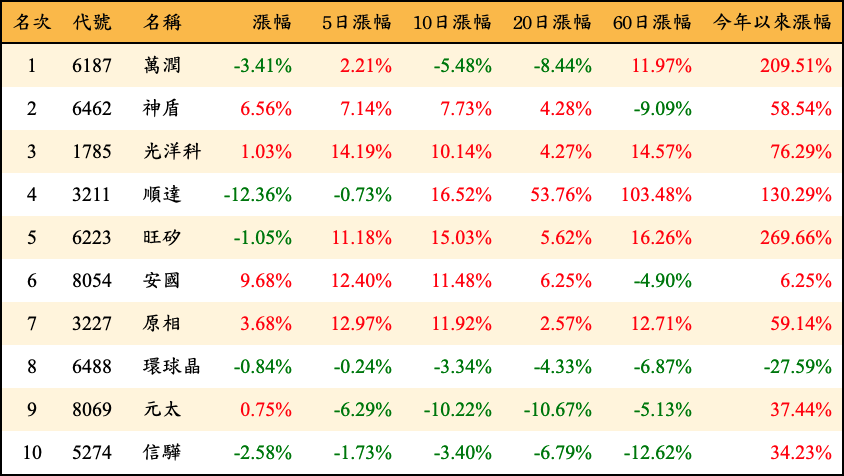 名次 代號 名稱 漲幅 5日漲幅 10日漲幅 20日漲幅 60日漲幅 今年以來漲幅
1 6187 萬潤 -3.41% 2.21% -5.48% -8.44% 11.97% 209.51%
2 6462 神盾 6.56% 7.14% 7.73% 4.28% -9.09% 58.54%
3 1785 光洋科 1.03% 14.19% 10.14% 4.27% 14.57% 76.29%
4 3211 順達 -12.36% -0.73% 16.52% 53.76% 103.48% 130.29%
5 6223 旺矽 -1.05% 11.18% 15.03% 5.62% 16.26% 269.66%
6 8054 安國 9.68% 12.40% 11.48% 6.25% -4.90% 6.25%
7 3227 原相 3.68% 12.97% 11.92% 2.57% 12.71% 59.14%
8 6488 環球晶 -0.84% -0.24% -3.34% -4.33% -6.87% -27.59%
9 8069 元太 0.75% -6.29% -10.22% -10.67% -5.13% 37.44%
10 5274 信驊 -2.58% -1.73% -3.40% -6.79% -12.62% 34.23%